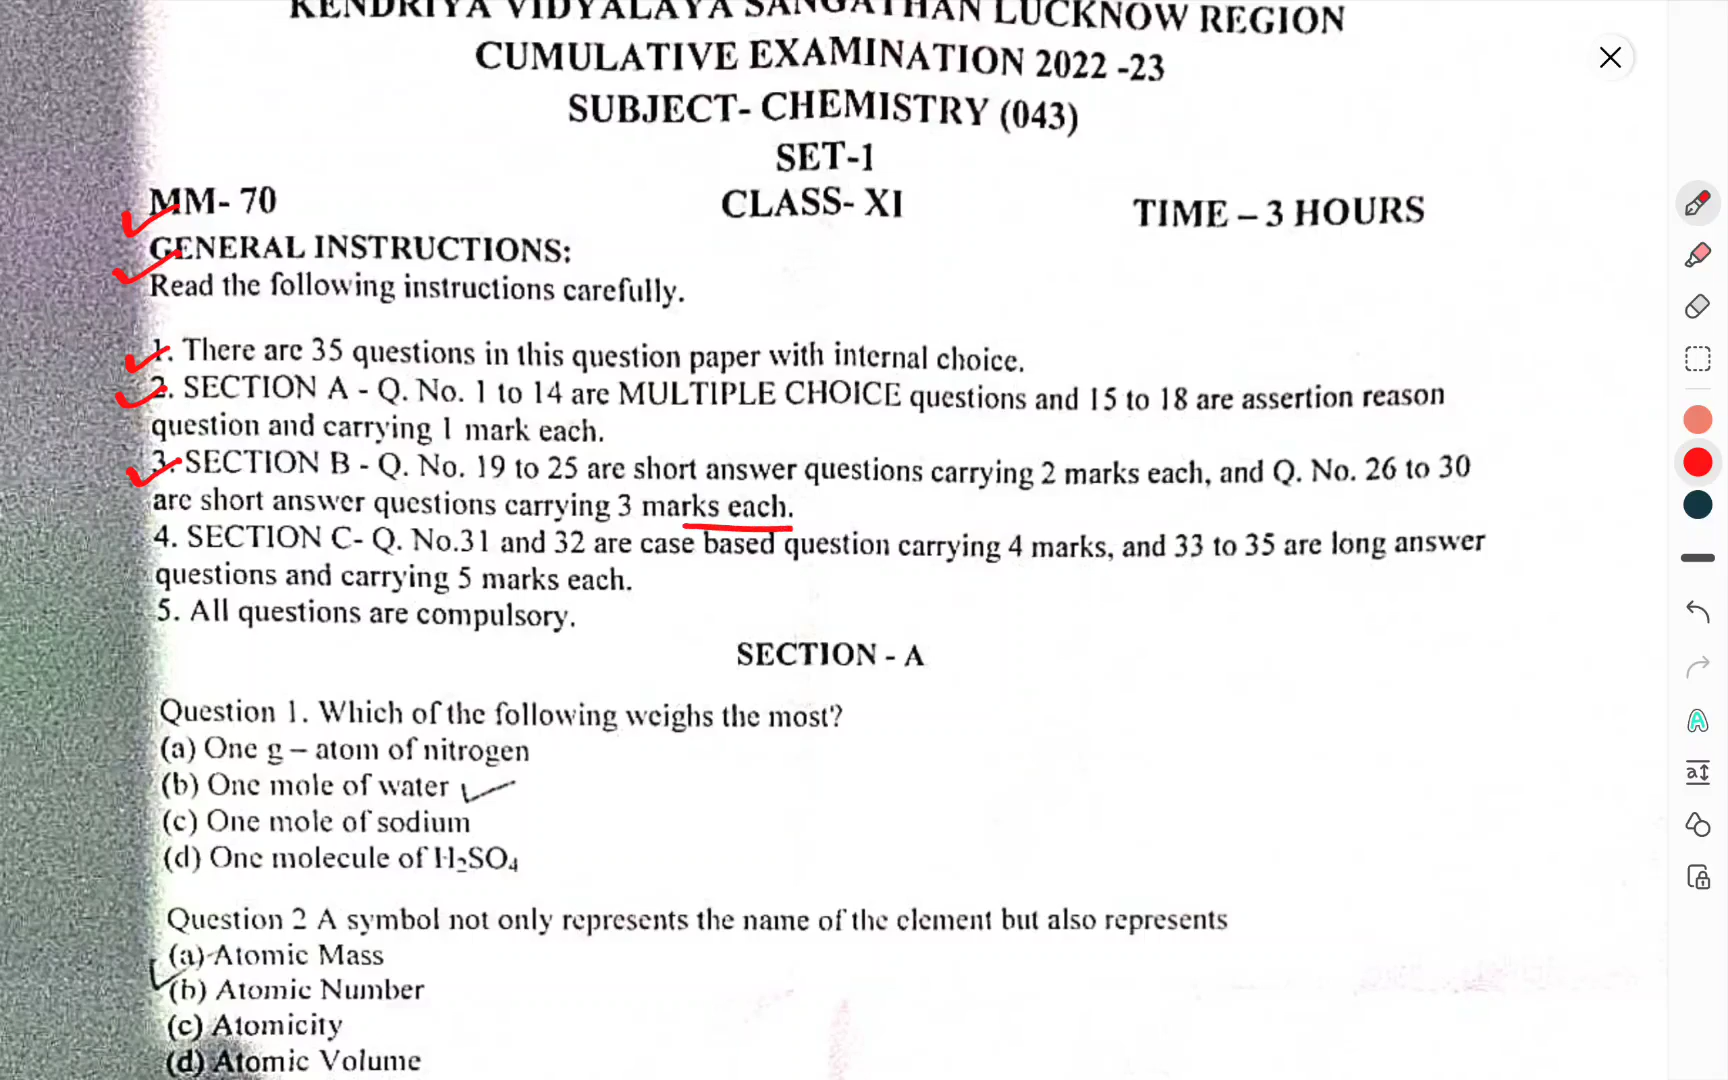 KENDRIYA VIDYALAYA SANGATHAN LUCKNOW REGION
CUMULATIVE EXAMINATION 2022 -23
SUBJECT- CHEMISTRY (043)
SET-1
MM- 70 CLASS- XI TIME – 3 HOURS
GENERAL INSTRUCTIONS:
Read the following instructions carefully.
1. There are 35 questions in this question paper with internal choice.
2. SECTION A - Q. No. 1 to 14 are MULTIPLE CHOICE questions and 15 to 18 are assertion reason
question and carrying 1 mark each.
3. SECTION B - Q. No. 19 to 25 are short answer questions carrying 2 marks each, and Q. No. 26 to 30
are short answer questions carrying 3 marks each.
4. SECTION C- Q. No.31 and 32 are case based question carrying 4 marks, and 33 to 35 are long answer
questions and carrying 5 marks each.
5. All questions are compulsory.
SECTION - A
Question 1. Which of the following weighs the most?
(a) One g – atom of nitrogen
(b) One mole of water
(c) One mole of sodium
(d) One molecule of H₂SO₄
Question 2 A symbol not only represents the name of the element but also represents
(a) Atomic Mass
(b) Atomic Number
(c) Atomicity
(d) Atomic Volume